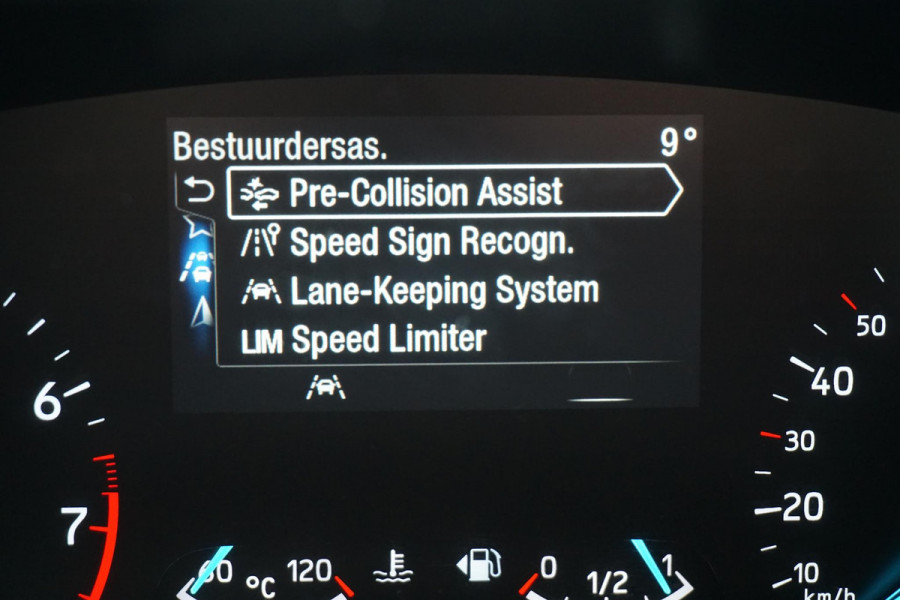 Bestuurdersas. 9°
Pre-Collision Assist
Speed Sign Recogn.
Lane-Keeping System
LIM Speed Limiter
6
7
50
40
30
20
10
km/h
60 °C 120
0 1/2 1